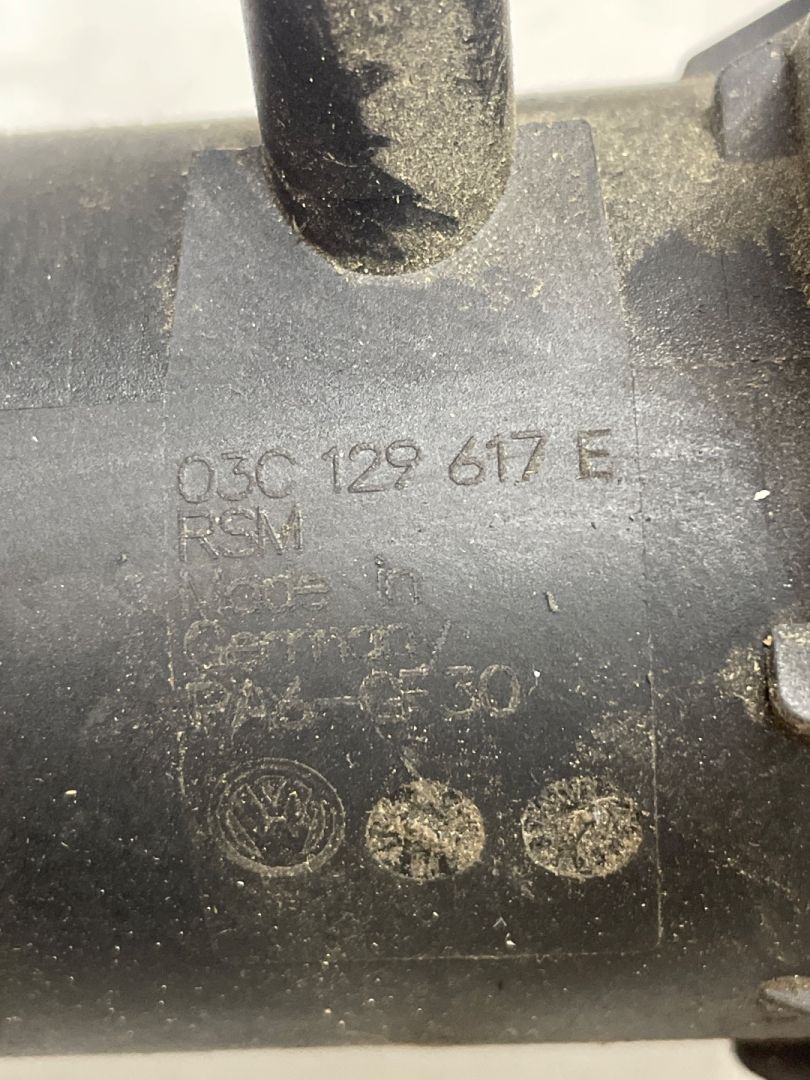 03C 129 617 E
RSM
Made in
Germany
PA6-GF30